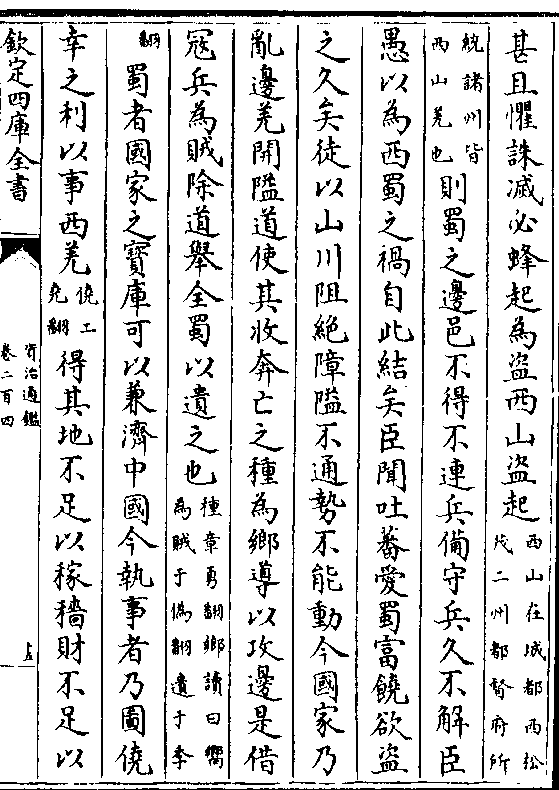 甚且懼誅滅必蜂起為盜西山盜起西山在成都西松茂二州都督府所
統諸州皆西山羌也則蜀之邊邑不得不連兵備守兵久不解臣
愚以為西蜀之禍自此結矣臣聞吐蕃愛蜀富饒欲盜
之久矣徒以山川阻絕障隘不通勢不能動今國家乃
亂邊羌開隘道使其收奔亡之種為鄉導以攻邊是借
寇兵為賊除道舉全蜀以遺之也種章勇翻鄉讀曰嚮為賊于偽翻遺于季
翻蜀者國家之寶庫可以兼濟中國今執事者乃圖僥
幸之利以事西羌僥工堯翻得其地不足以稼穡財不足以
欽定四庫全書
資治通鑑
卷二百四